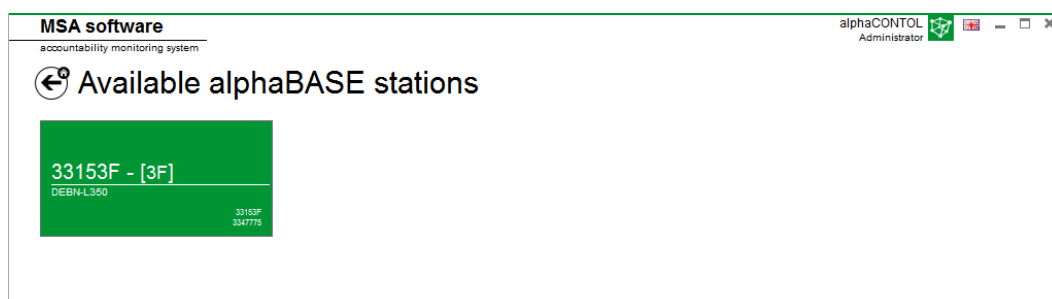 MSA software
accountability monitoring system
alphaCONTOL
Administrator
Available alphaBASE stations
33153F - [3F]
DEBN-L350
33153F
3347775